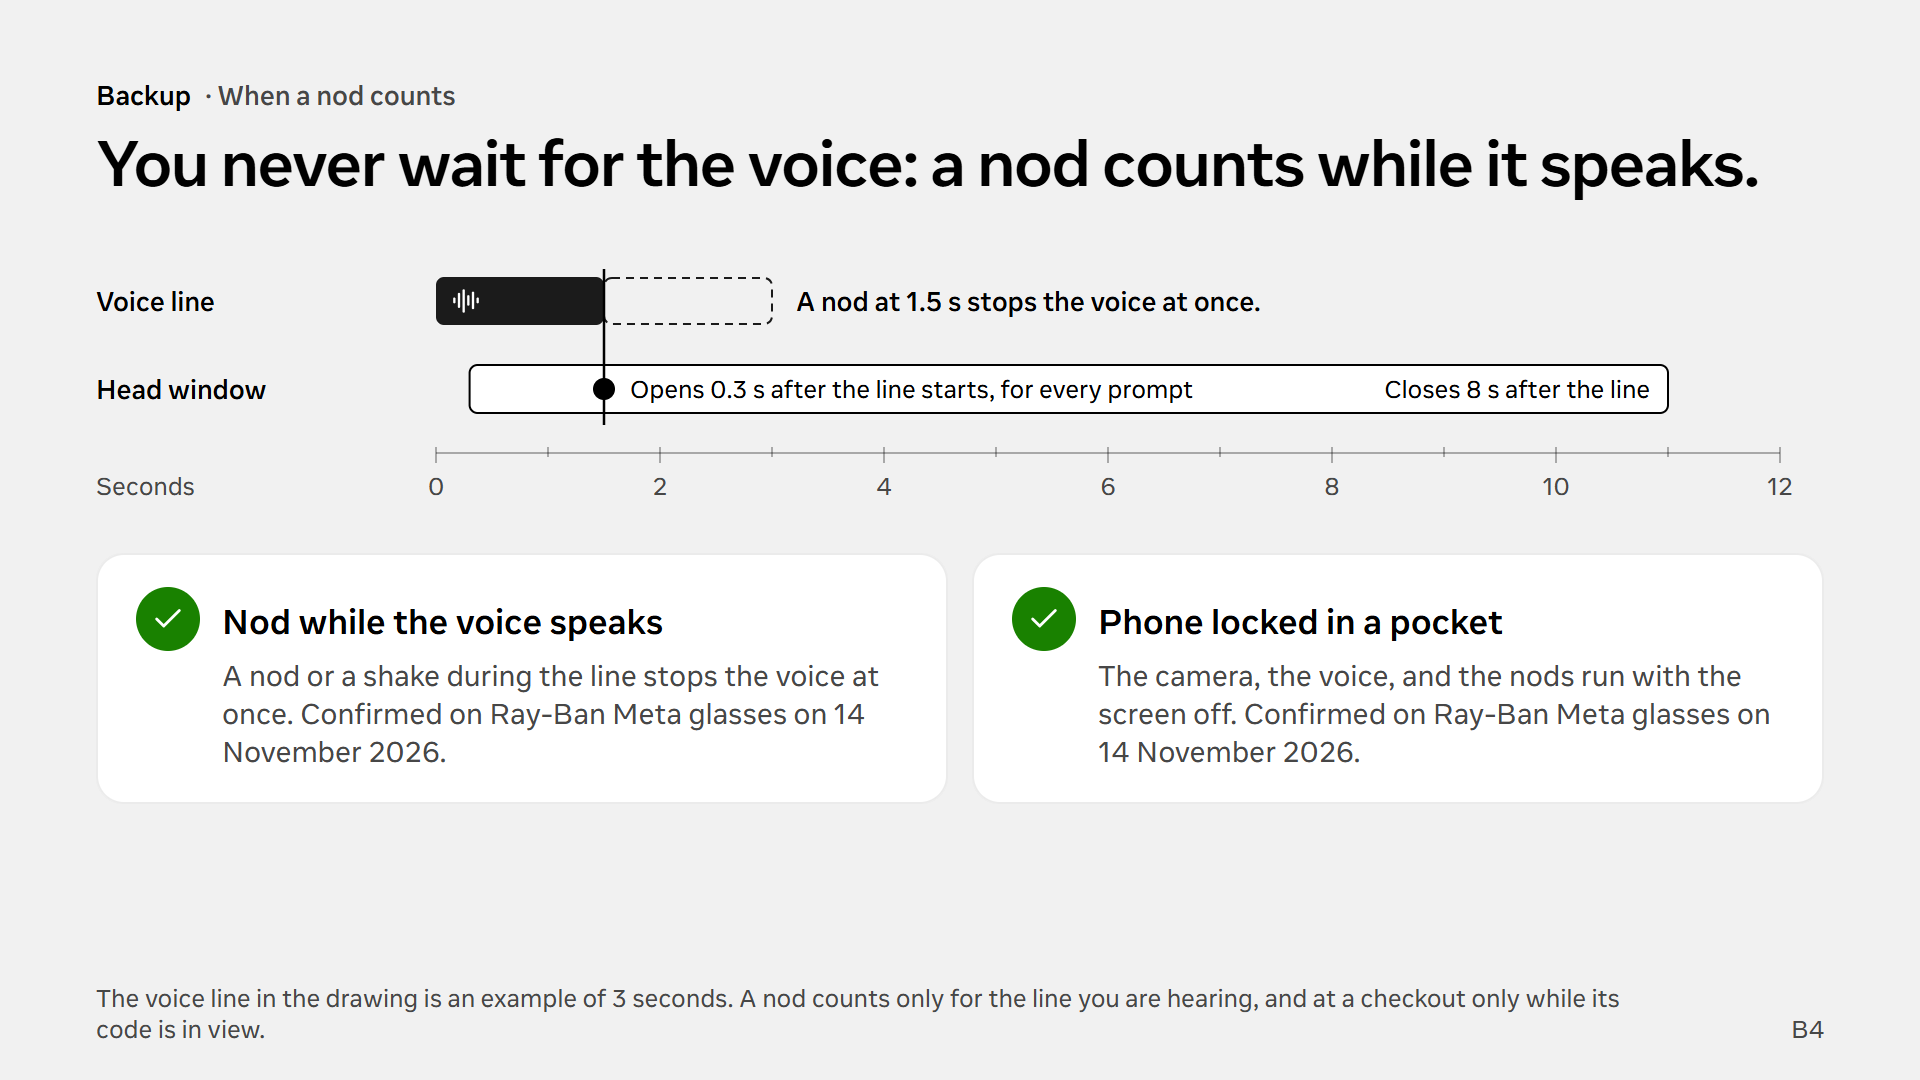 Backup · When a nod counts
You never wait for the voice: a nod counts while it speaks.
Voice line
A nod at 1.5 s stops the voice at once.
Head window
Opens 0.3 s after the line starts, for every prompt
Closes 8 s after the line
Seconds
0 2 4 6 8 10 12
Nod while the voice speaks
A nod or a shake during the line stops the voice at
once. Confirmed on Ray-Ban Meta glasses on 14
November 2026.
Phone locked in a pocket
The camera, the voice, and the nods run with the
screen off. Confirmed on Ray-Ban Meta glasses on
14 November 2026.
The voice line in the drawing is an example of 3 seconds. A nod counts only for the line you are hearing, and at a checkout only while its
code is in view.
B4